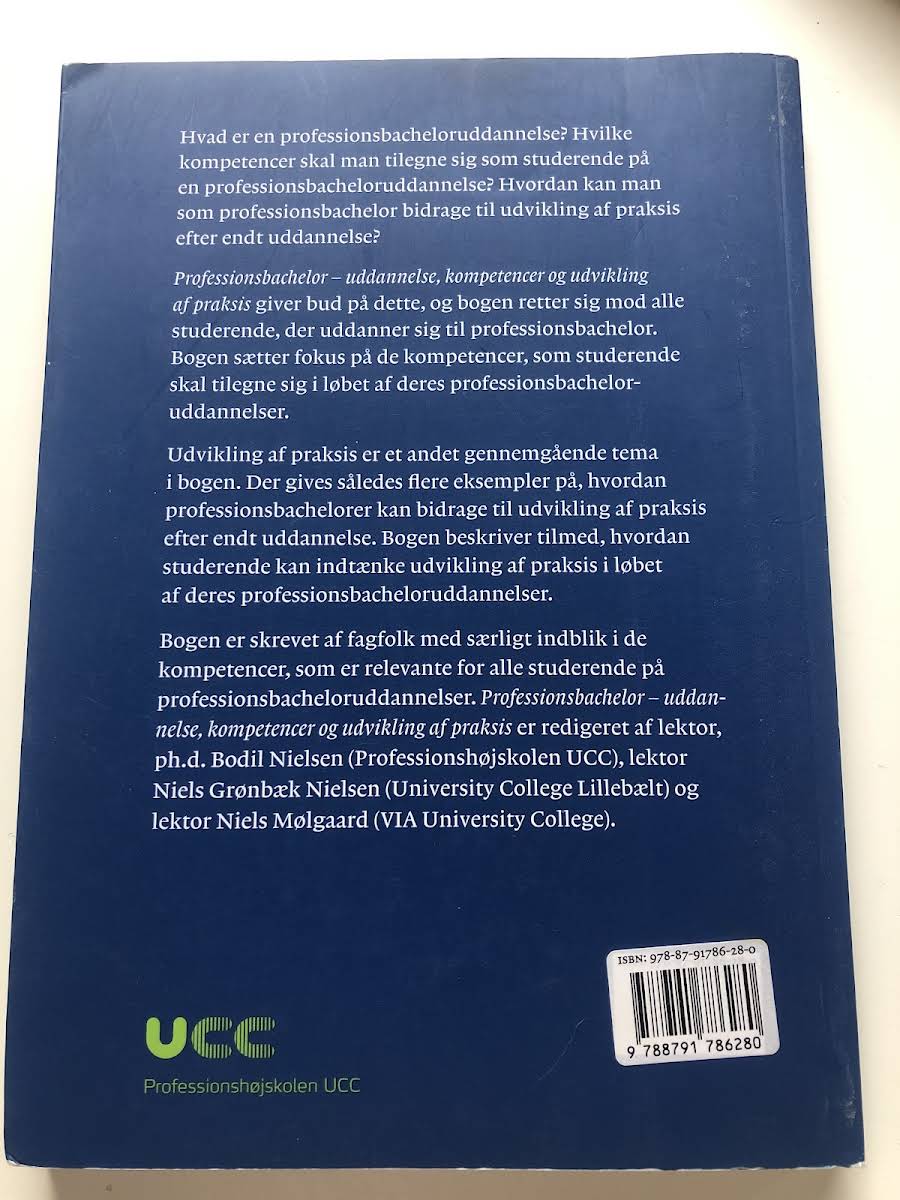 Hvad er en professionsbacheloruddannelse? Hvilke
kompetencer skal man tilegne sig som studerende på
en professionsbacheloruddannelse? Hvordan kan man
som professionsbachelor bidrage til udvikling af praksis
efter endt uddannelse?
Professionsbachelor – uddannelse, kompetencer og udvikling
af praksis giver bud på dette, og bogen retter sig mod alle
studerende, der uddanner sig til professionsbachelor.
Bogen sætter fokus på de kompetencer, som studerende
skal tilegne sig i løbet af deres professionsbachelor-
uddannelser.
Udvikling af praksis er et andet gennemgående tema
i bogen. Der gives således flere eksempler på, hvordan
professionsbachelorer kan bidrage til udvikling af praksis
efter endt uddannelse. Bogen beskriver tilmed, hvordan
studerende kan indtænke udvikling af praksis i løbet
af deres professionsbacheloruddannelser.
Bogen er skrevet af fagfolk med særligt indblik i de
kompetencer, som er relevante for alle studerende på
professionsbacheloruddannelser. Professionsbachelor – uddan-
nelse, kompetencer og udvikling af praksis er redigeret af lektor,
ph.d. Bodil Nielsen (Professionshøjskolen UCC), lektor
Niels Grønbæk Nielsen (University College Lillebælt) og
lektor Niels Mølgaard (VIA University College).
ISBN: 978-87-91786-28-0
9 788791 786280
UCC
Professionshøjskolen UCC